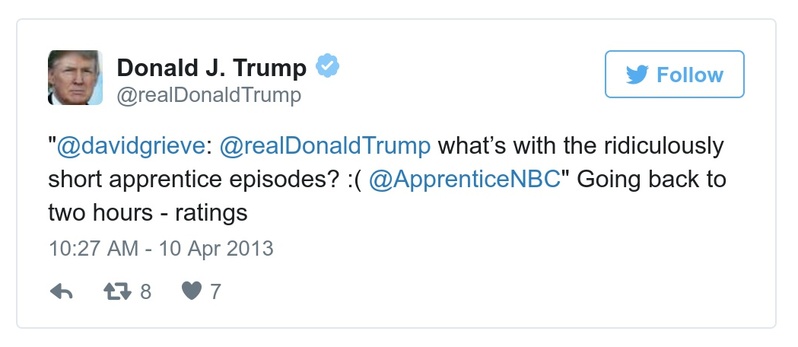 Donald J. Trump
@realDonaldTrump
Follow
"@davidgrieve: @realDonaldTrump what’s with the ridiculously
short apprentice episodes? :( @ApprenticeNBC" Going back to
two hours - ratings
10:27 AM - 10 Apr 2013
8 7